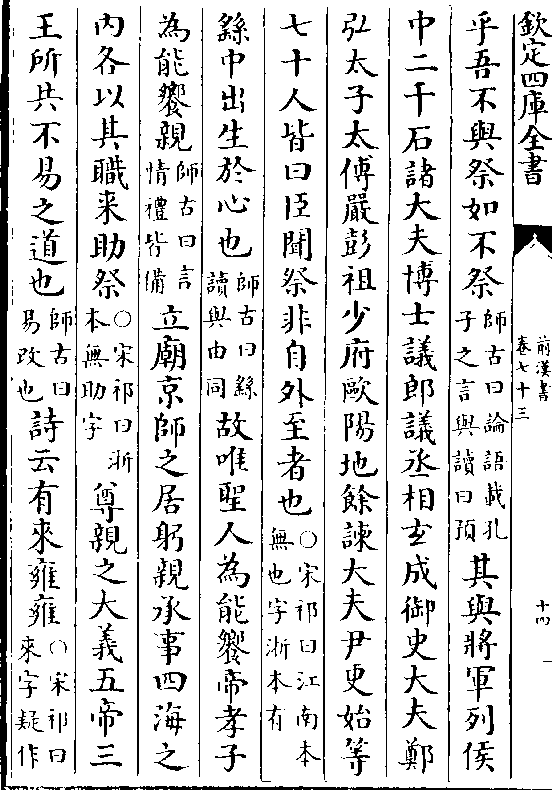 欽定四庫全書
前漢書
卷七十三
十四
乎吾不與祭如不祭師古曰論語載孔子之言與讀曰預其與將軍列侯
中二千石諸大夫博士議郎議丞相玄成御史大夫鄭
弘太子太傅嚴彭祖少府歐陽地餘諫大夫尹更始等
七十人皆曰臣聞祭非自外至者也○宋祁曰江南本無也字浙本有
繇中出生於心也師古曰繇讀與由同故唯聖人為能饗帝孝子
為能饗親師古曰言情禮皆備立廟京師之居躬親承事四海之
內各以其職来助祭○宋祁曰浙本無助字尊親之大義五帝三
王所共不易之道也師古曰易改也詩云有來雍雍○宋祁曰來字疑作